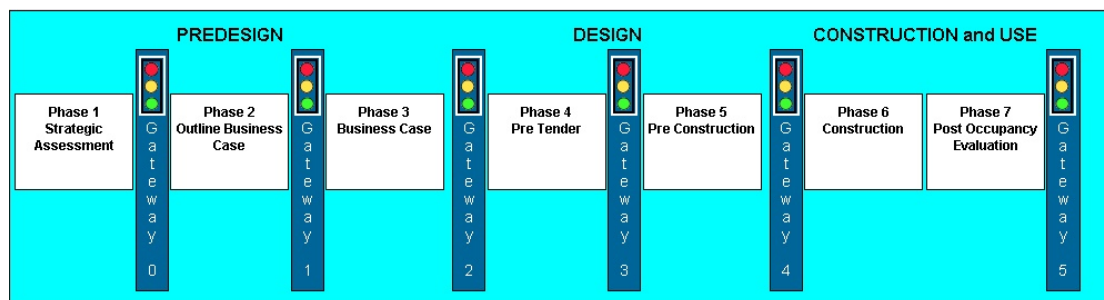 PREDESIGN
DESIGN
CONSTRUCTION and USE
Phase 1
Strategic
Assessment
Gateway 0
Phase 2
Outline Business
Case
Gateway 1
Phase 3
Business Case
Gateway 2
Phase 4
Pre Tender
Gateway 3
Phase 5
Pre Construction
Gateway 4
Phase 6
Construction
Phase 7
Post Occupancy
Evaluation
Gateway 5